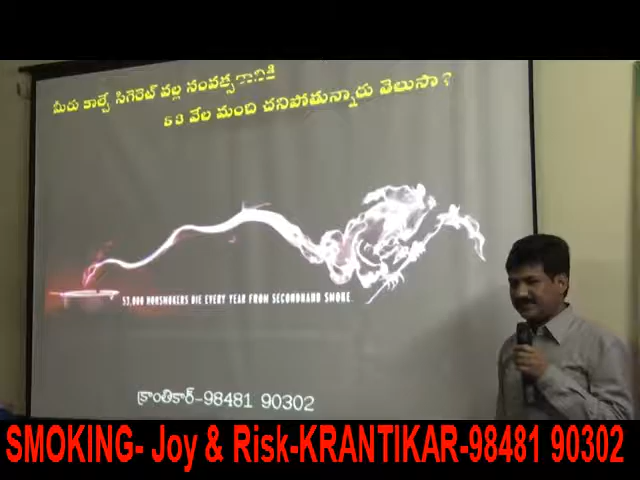 మీరు కాల్చే సిగెరెట్ వల్ల సంవత్సరానికి
53 వేల మంది చనిపోతున్నారు తెలుసా?
53,000 NONSMOKERS DIE EVERY YEAR FROM SECONDHAND SMOKE.
క్రాంతికార్-98481 90302
SMOKING- Joy & Risk-KRANTIKAR-98481 90302